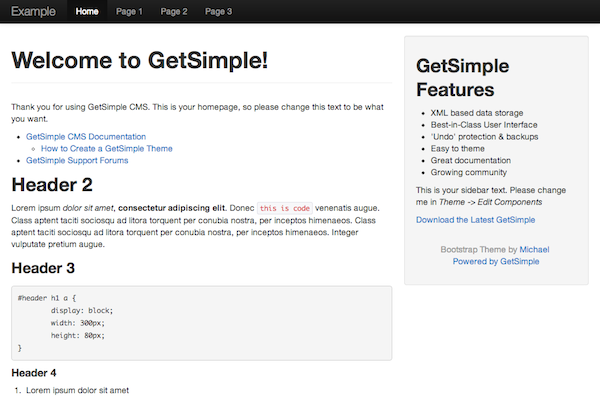 Example Home Page 1 Page 2 Page 3
Welcome to GetSimple!
Thank you for using GetSimple CMS. This is your homepage, so please change this text to be what
you want.
GetSimple CMS Documentation
How to Create a GetSimple Theme
GetSimple Support Forums
Header 2
Lorem ipsum dolor sit amet, consectetur adipiscing elit. Donec this is code venenatis augue.
Class aptent taciti sociosqu ad litora torquent per conubia nostra, per inceptos himenaeos. Class
aptent taciti sociosqu ad litora torquent per conubia nostra, per inceptos himenaeos. Integer
vulputate pretium augue.
Header 3
#header h1 a {
display: block;
width: 300px;
height: 80px;
}
Header 4
1. Lorem ipsum dolor sit amet
GetSimple
Features
XML based data storage
Best-in-Class User Interface
'Undo' protection & backups
Easy to theme
Great documentation
Growing community
This is your sidebar text. Please change
me in Theme -> Edit Components
Download the Latest GetSimple
Bootstrap Theme by Michael
Powered by GetSimple